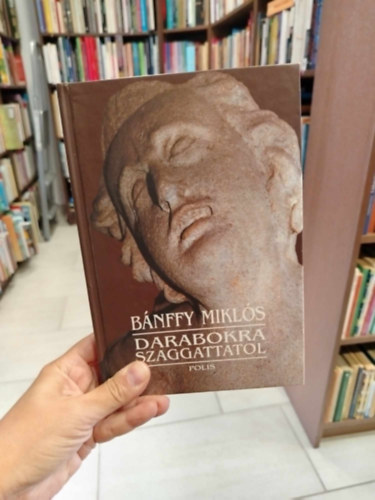 BÁNFFY MIKLÓS
DARABOKRA
SZAGGATTATOL
POLIS